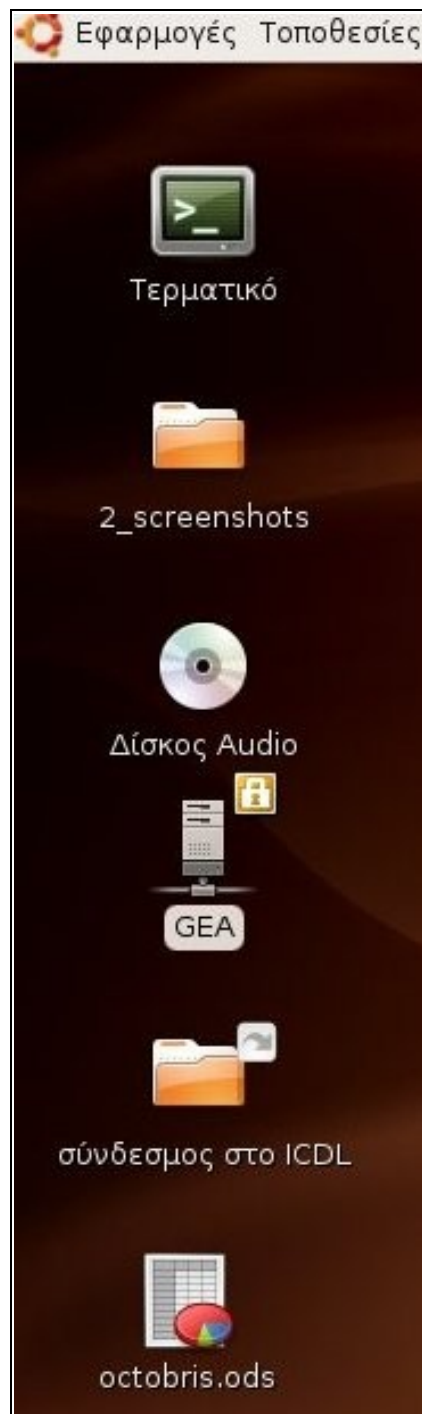 Εφαρμογές Τοποθεσίες
>_
Τερματικό
2_screenshots
Δίσκος Audio
GEA
σύνδεσμος στο ICDL
octobris.ods